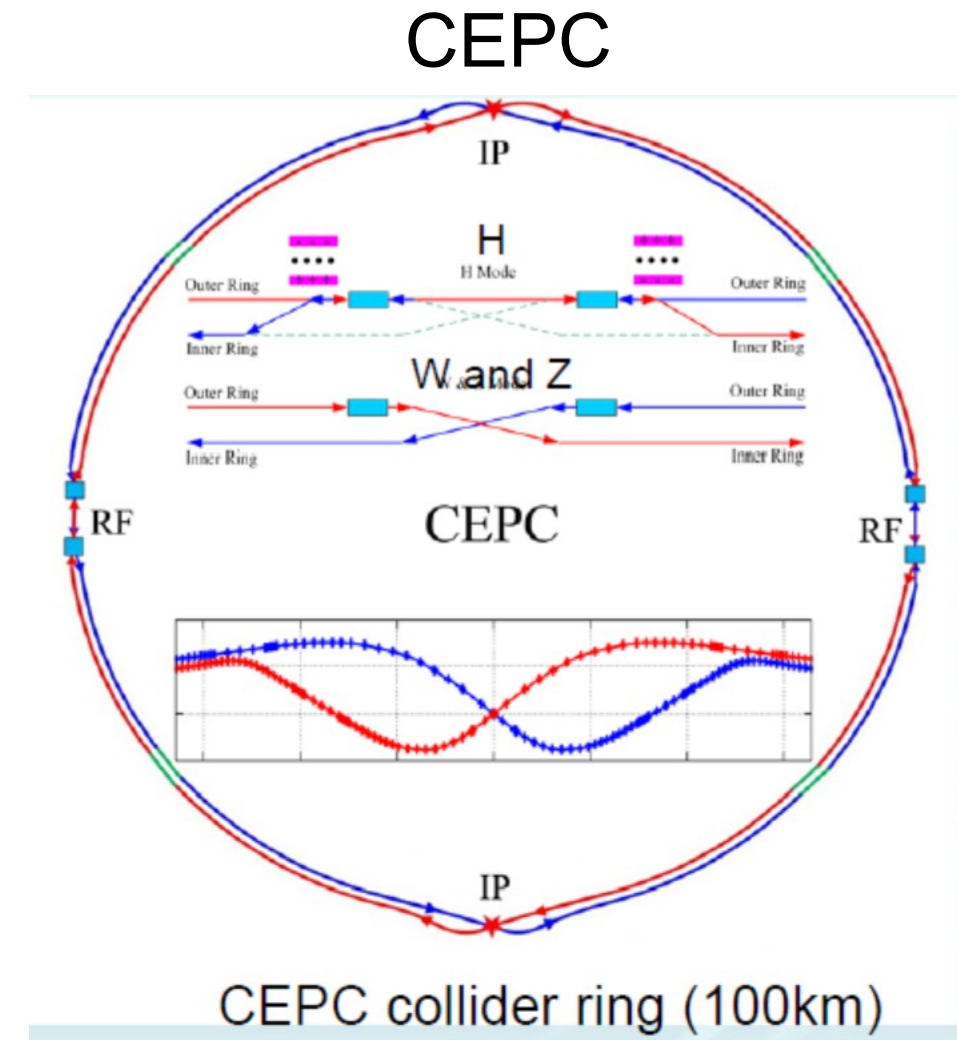 CEPC
IP
H
H Mode
Outer Ring
Outer Ring
Inner Ring
Inner Ring
W and Z
Outer Ring
Outer Ring
Inner Ring
Inner Ring
RF
CEPC
RF
IP
CEPC collider ring (100km)